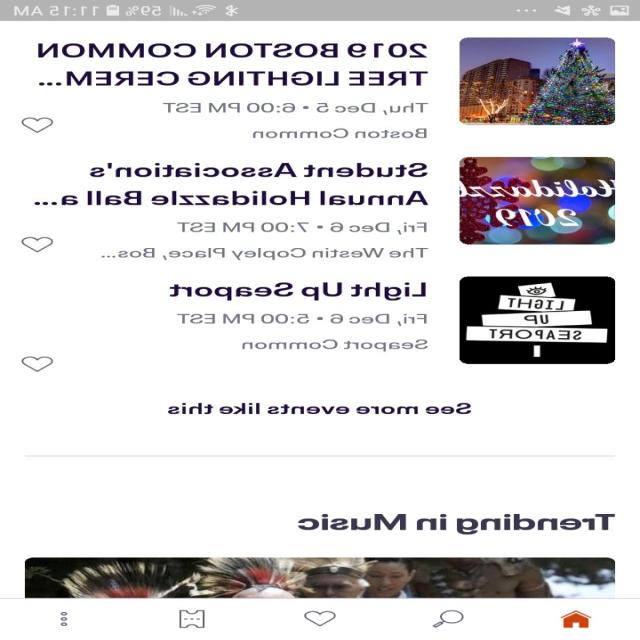 11:15 AM
59%
2019 BOSTON COMMON
TREE LIGHTING CEREM...
Thu, Dec 5 • 6:00 PM EST
Boston Common
Student Association's
Annual Holidazzle Ball a...
Fri, Dec 6 • 7:00 PM EST
The Westin Copley Place, Bos...
Holidazzl
2019
Light Up Seaport
Fri, Dec 6 • 5:00 PM EST
Seaport Common
LIGHT
UP
SEAPORT
See more events like this
Trending in Music